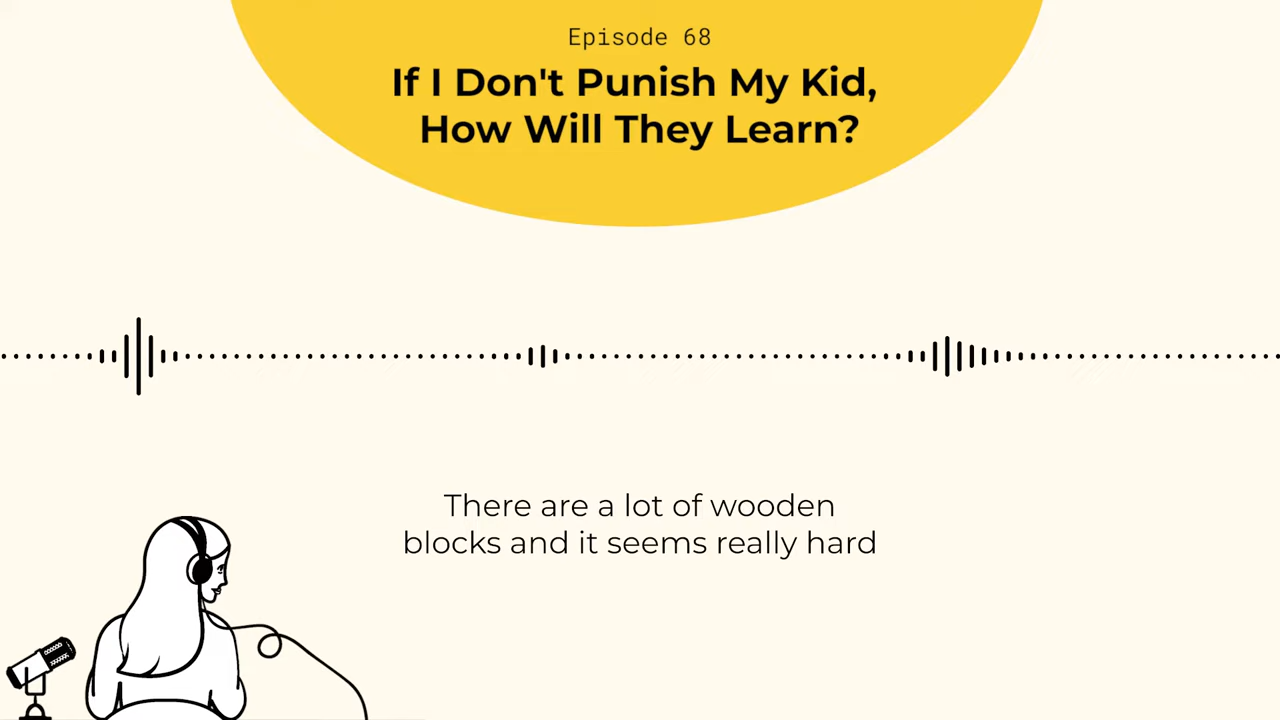 Episode 68
If I Don't Punish My Kid,
How Will They Learn?
There are a lot of wooden
blocks and it seems really hard